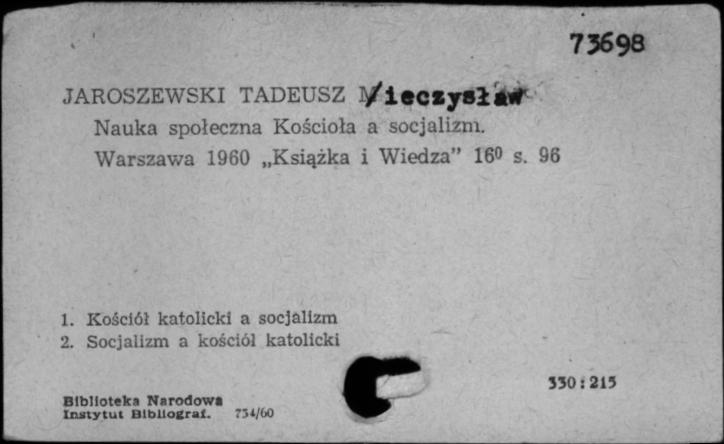 73698
JAROSZEWSKI TADEUSZ Mieczysław
Nauka społeczna Kościoła a socjalizm.
Warszawa 1960 „Książka i Wiedza” 16⁰ s. 96
1. Kościół katolicki a socjalizm
2. Socjalizm a kościół katolicki
330:215
Biblioteka Narodowa
Instytut Bibliograf. 734/60